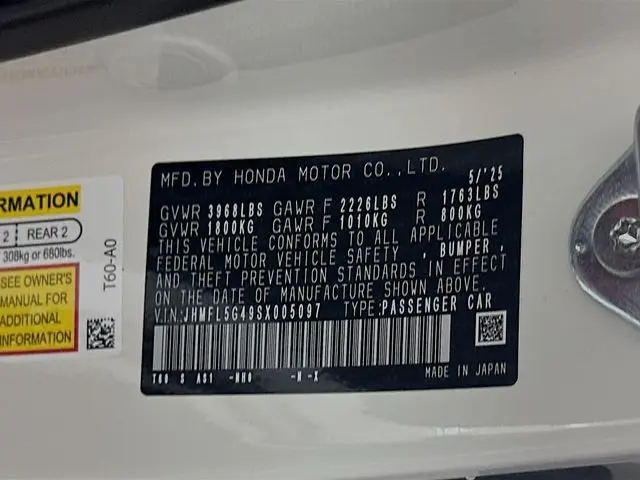 RMATION
2 REAR 2
308kg or 680lbs.
SEE OWNER'S
MANUAL FOR
ADDITIONAL
INFORMATION
T60-A0
MFD.BY HONDA MOTOR CO.,LTD. 5/'25
GVWR 3968LBS GAWR F 2226LBS R 1763LBS
GVWR 1800KG GAWR F 1010KG R 800KG
THIS VEHICLE CONFORMS TO ALL APPLICABLE
FEDERAL MOTOR VEHICLE SAFETY , BUMPER ,
AND THEFT PREVENTION STANDARDS IN EFFECT
ON THE DATE OF MANUFACTURE SHOWN ABOVE.
V.I.N:JHMFL5G49SX005097 TYPE:PASSENGER CAR
T60 S A31 -NH0 -N -X
MADE IN JAPAN